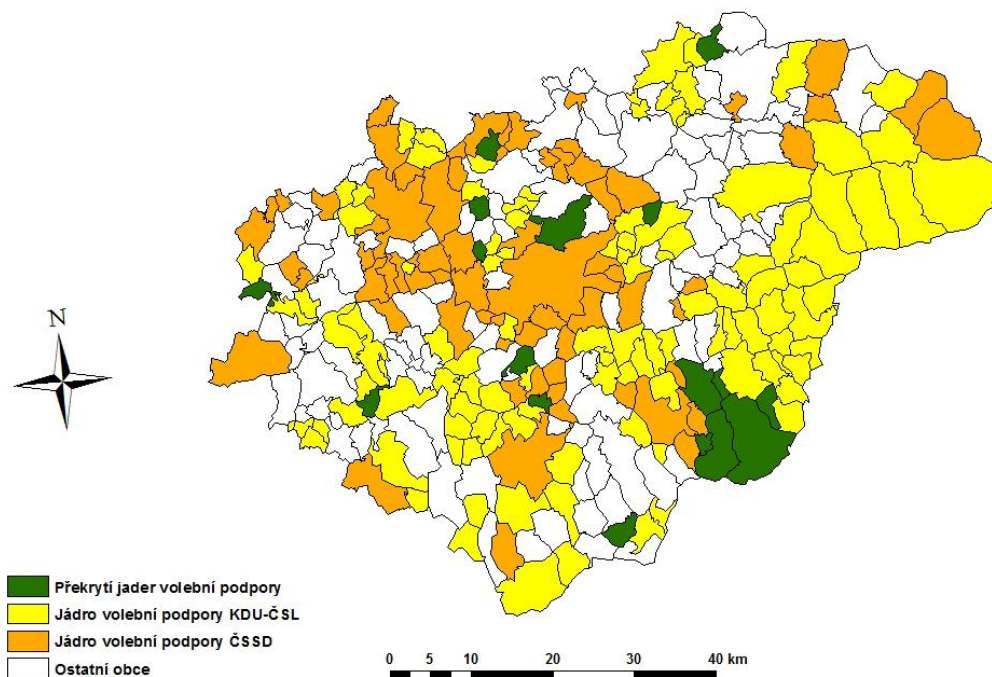 N
Překrytí jader volební podpory
Jádro volební podpory KDU-ČSL
Jádro volební podpory ČSSD
Ostatní obce
0 5 10 20 30 40 km